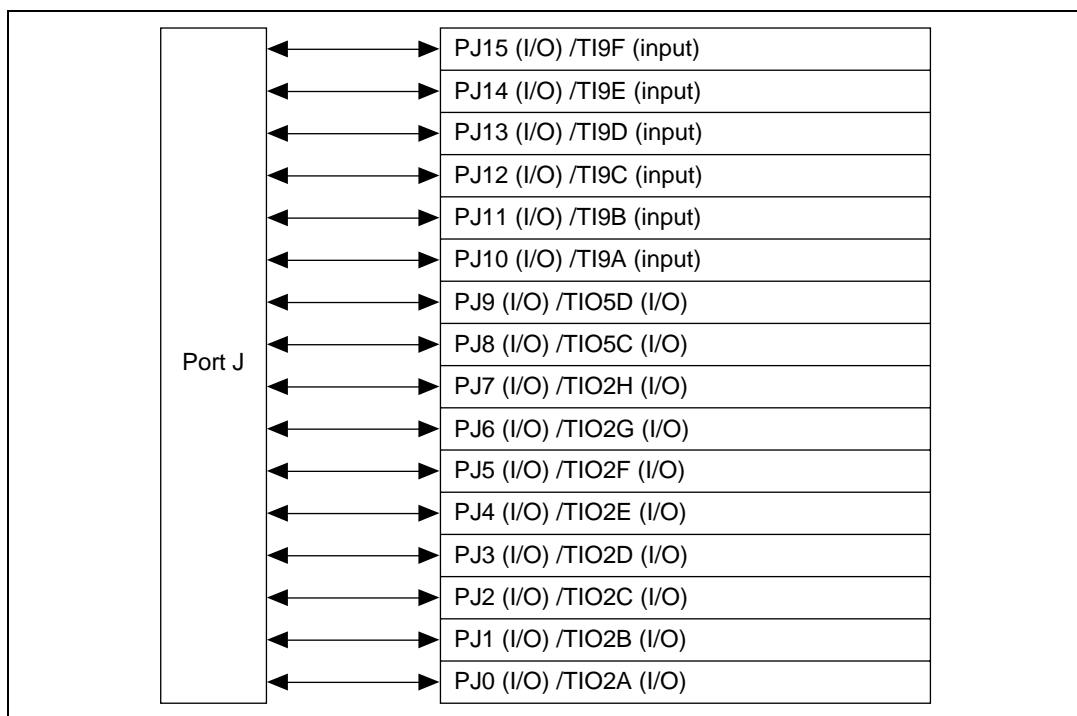 PJ15 (I/O) /TI9F (input)
PJ14 (I/O) /TI9E (input)
PJ13 (I/O) /TI9D (input)
PJ12 (I/O) /TI9C (input)
PJ11 (I/O) /TI9B (input)
PJ10 (I/O) /TI9A (input)
PJ9 (I/O) /TIO5D (I/O)
PJ8 (I/O) /TIO5C (I/O)
Port J
PJ7 (I/O) /TIO2H (I/O)
PJ6 (I/O) /TIO2G (I/O)
PJ5 (I/O) /TIO2F (I/O)
PJ4 (I/O) /TIO2E (I/O)
PJ3 (I/O) /TIO2D (I/O)
PJ2 (I/O) /TIO2C (I/O)
PJ1 (I/O) /TIO2B (I/O)
PJ0 (I/O) /TIO2A (I/O)